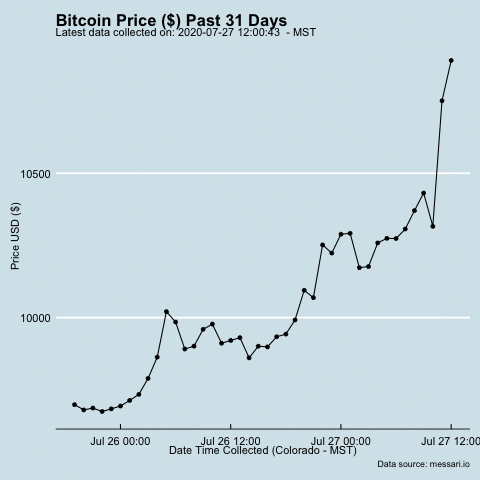 Bitcoin Price ($) Past 31 Days
Latest data collected on: 2020-07-27 12:00:43  - MST
Price USD ($)
10500
10000
Jul 26 00:00
Jul 26 12:00
Jul 27 00:00
Jul 27 12:00
Date Time Collected (Colorado - MST)
Data source: messari.io